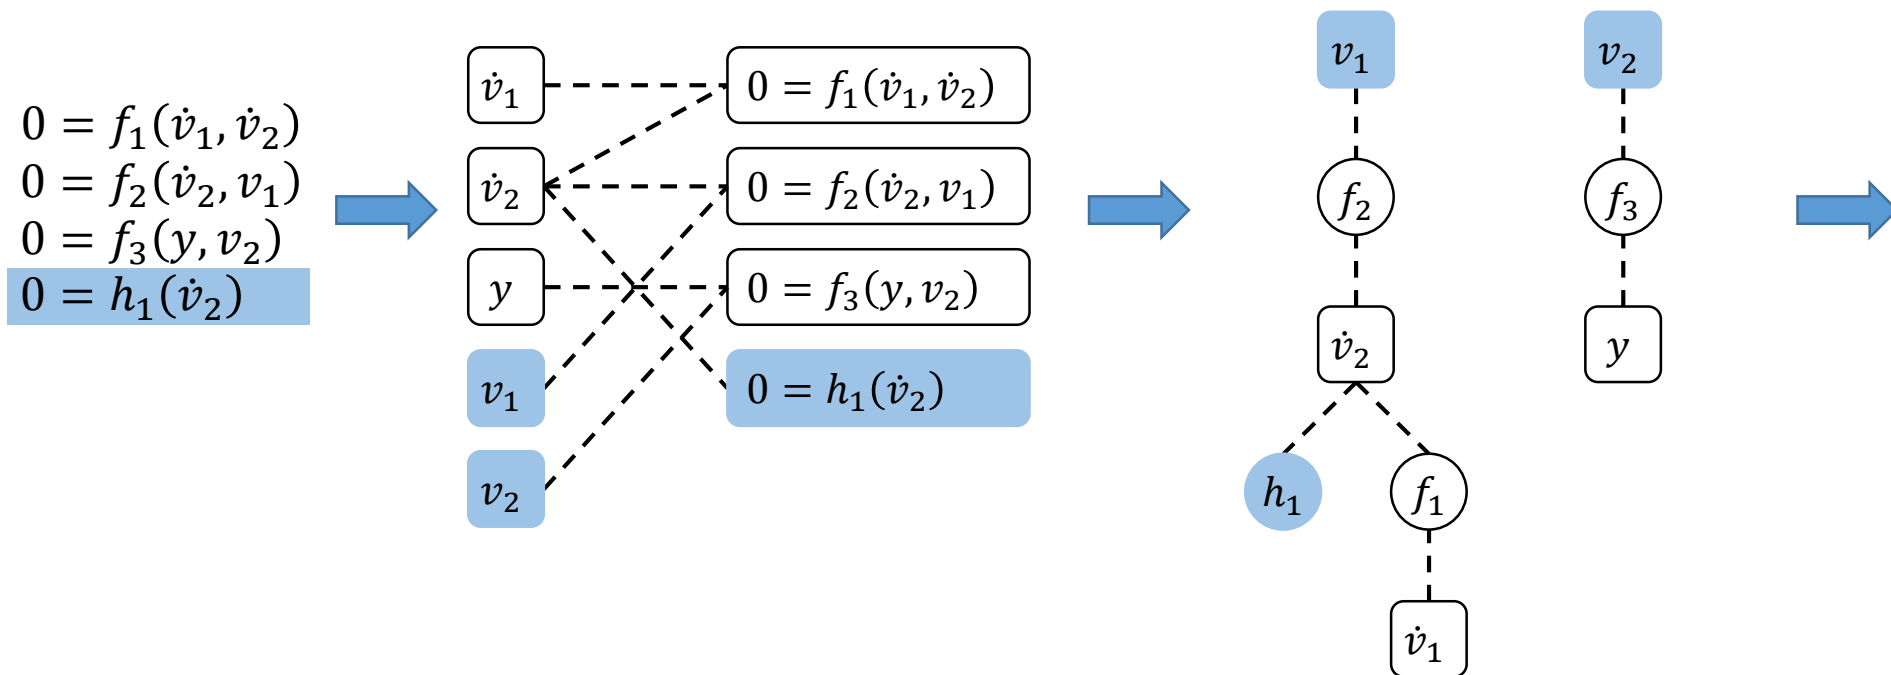 0 = f₁(v̇₁, v̇₂)
0 = f₂(v̇₂, v₁)
0 = f₃(y, v₂)
0 = h₁(v̇₂)
v̇₁
v̇₂
y
v₁
v₂
0 = f₁(v̇₁, v̇₂)
0 = f₂(v̇₂, v₁)
0 = f₃(y, v₂)
0 = h₁(v̇₂)
v₁
f₂
v̇₂
h₁
f₁
v̇₁
v₂
f₃
y